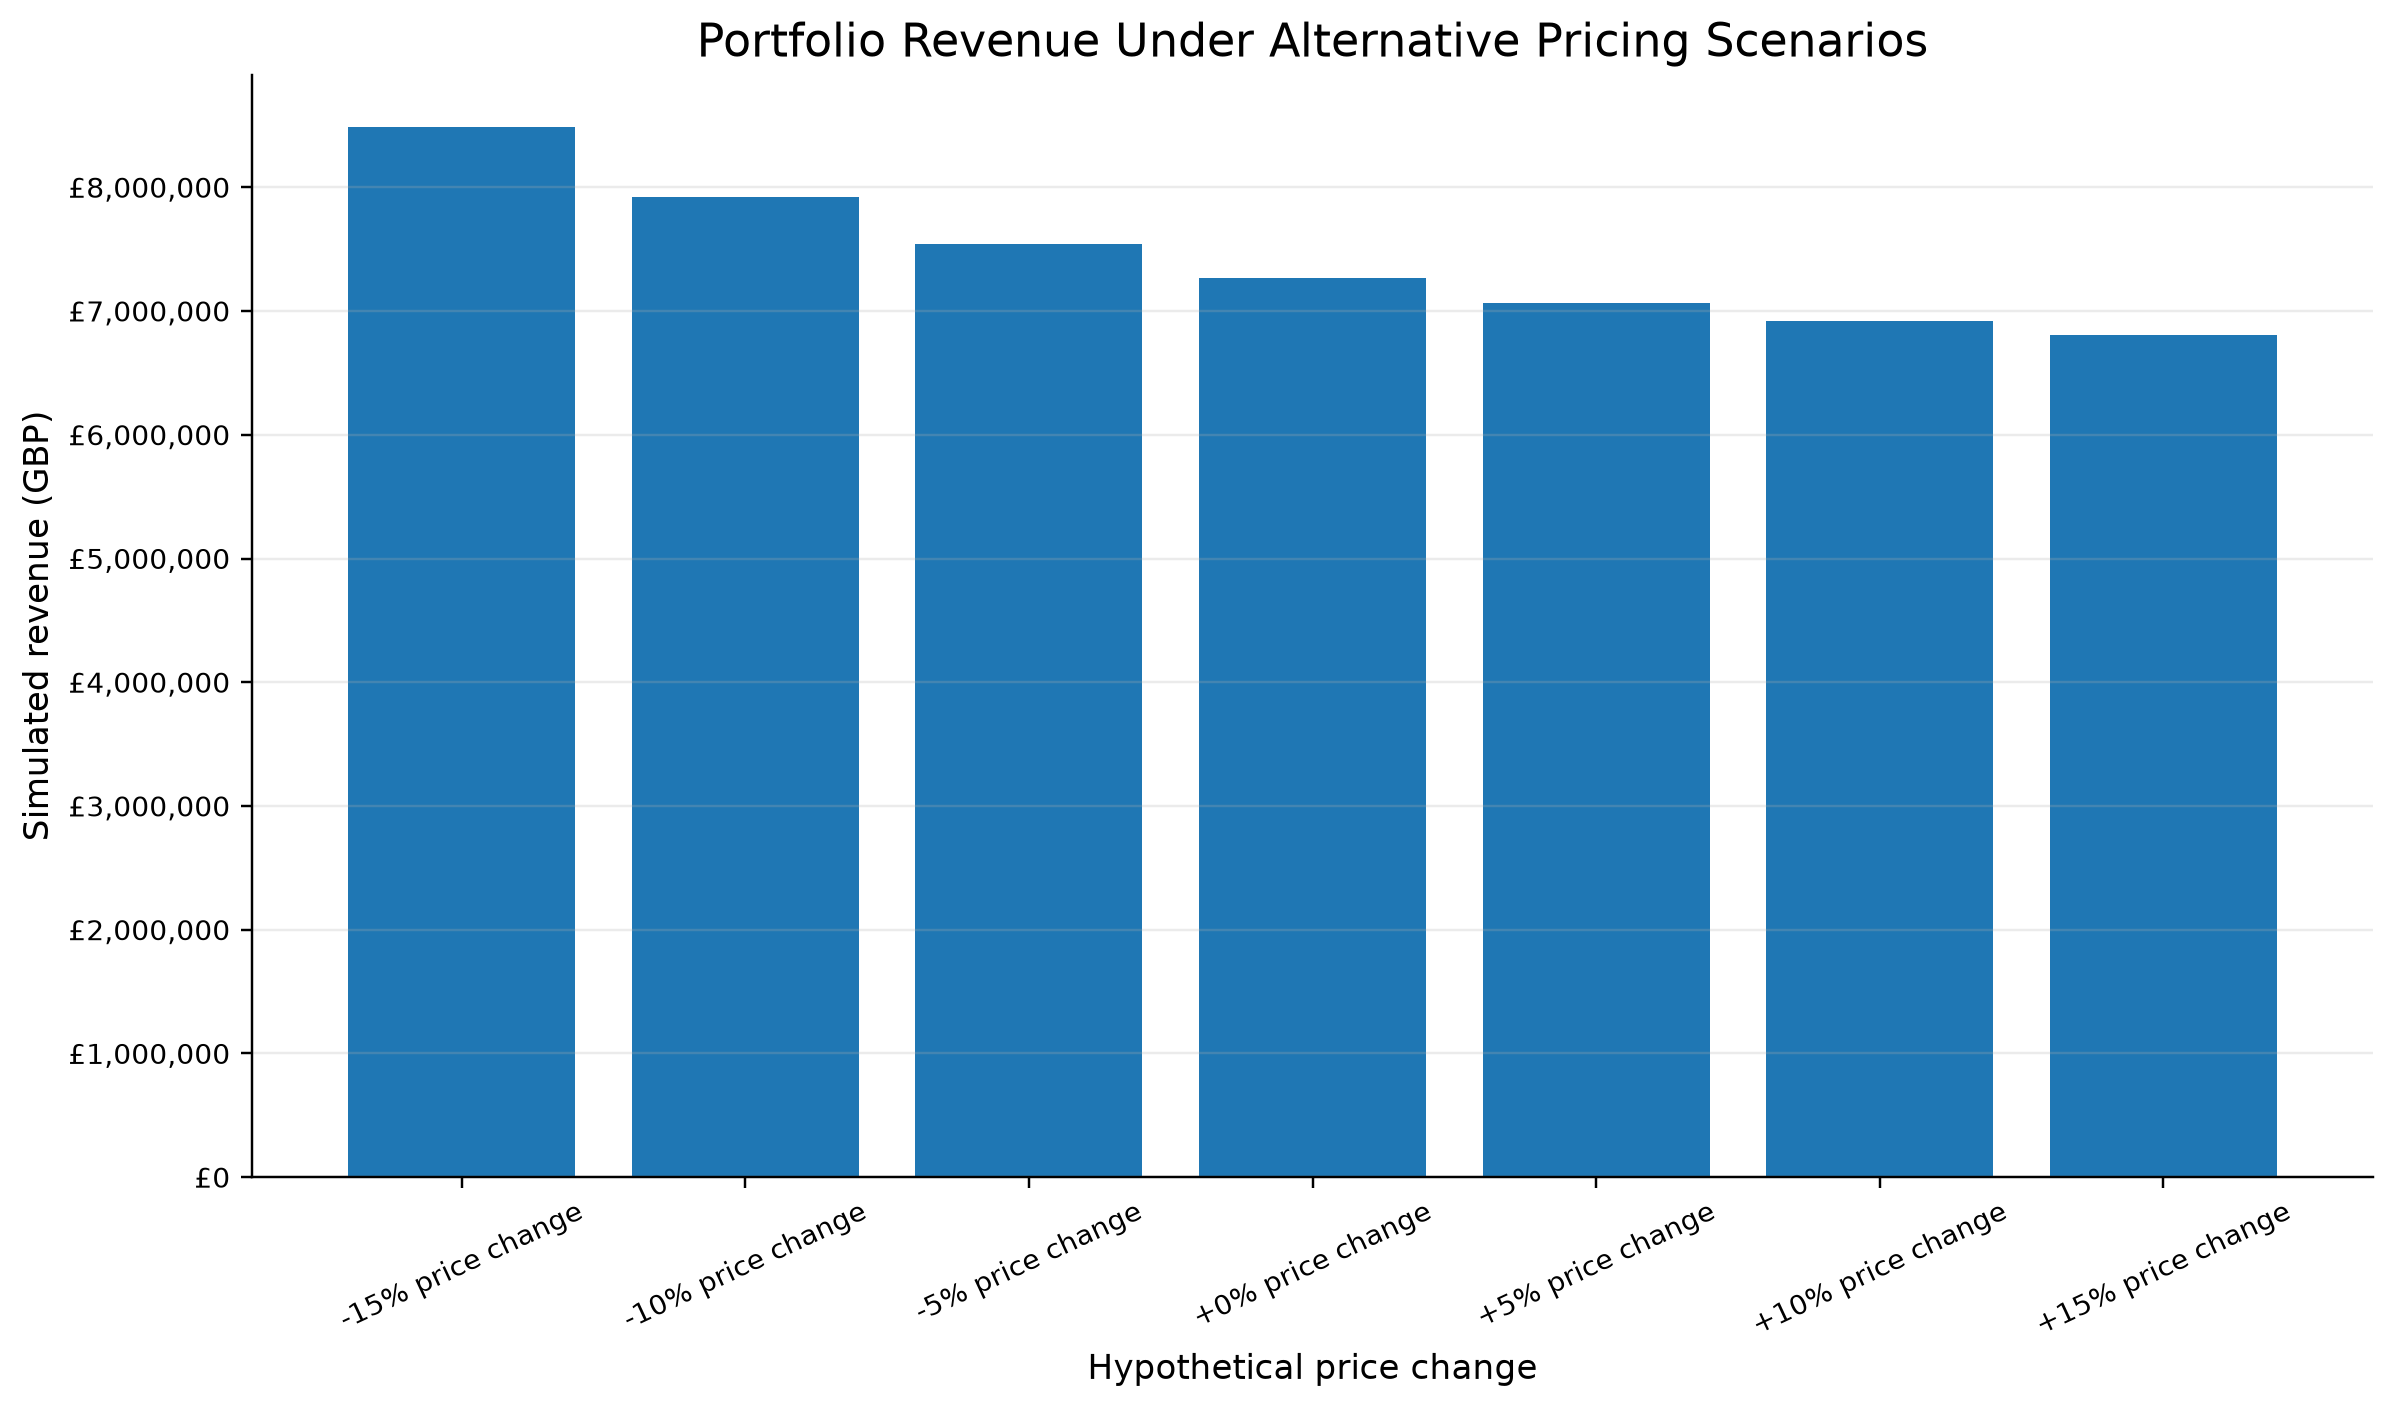 Portfolio Revenue Under Alternative Pricing Scenarios
Simulated revenue (GBP)
£8,000,000
£7,000,000
£6,000,000
£5,000,000
£4,000,000
£3,000,000
£2,000,000
£1,000,000
£0
-15% price change
-10% price change
-5% price change
+0% price change
+5% price change
+10% price change
+15% price change
Hypothetical price change